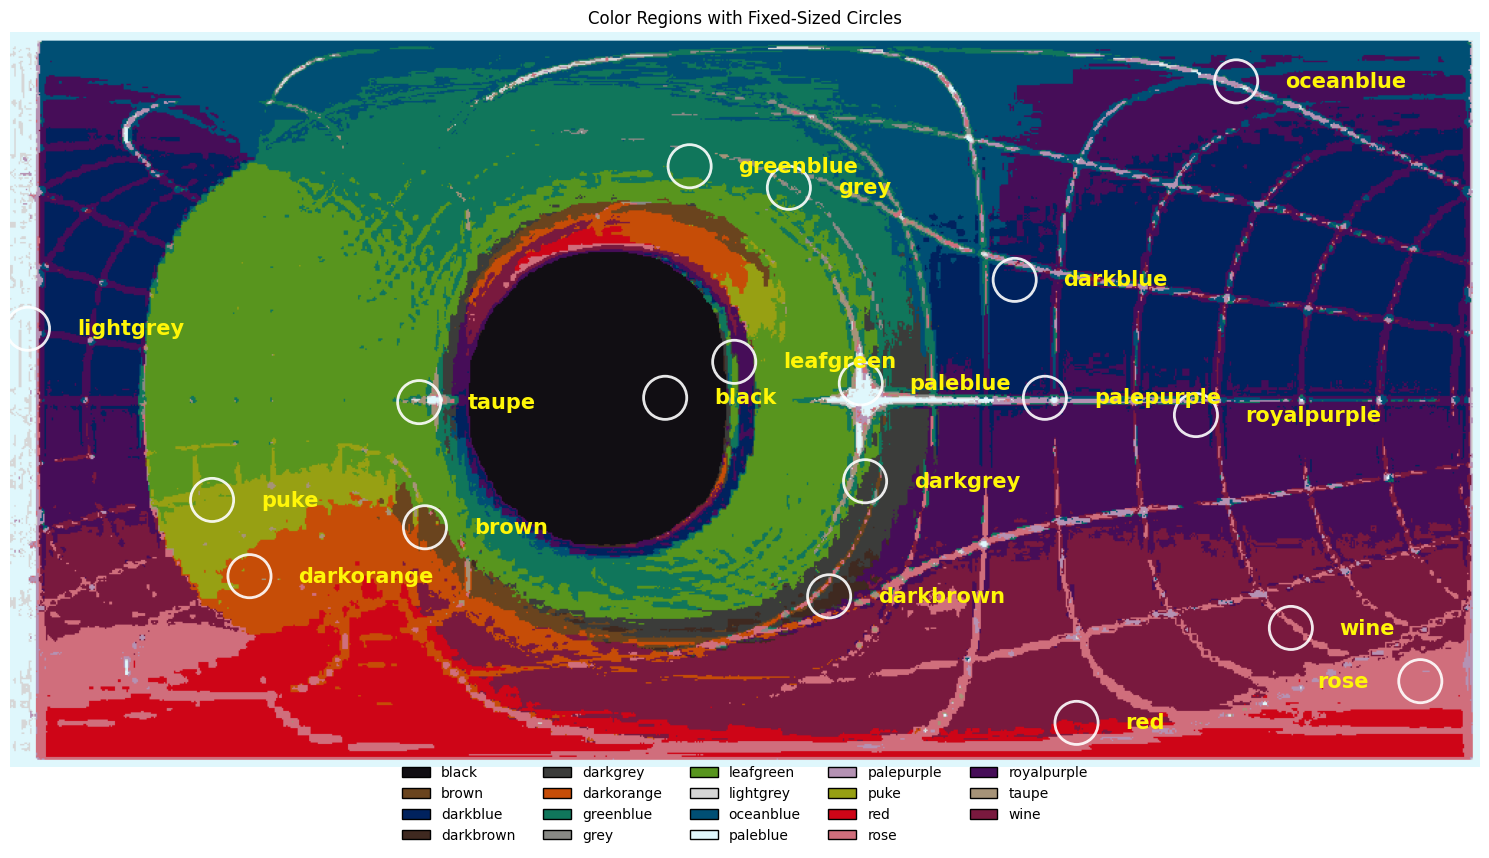 Color Regions with Fixed-Sized Circles
oceanblue
greenblue
grey
darkblue
lightgrey
leafgreen
paleblue
black
palepurple
taupe
royalpurple
darkgrey
puke
brown
darkorange
darkbrown
wine
rose
red
black
brown
darkblue
darkbrown
darkgrey
darkorange
greenblue
grey
leafgreen
lightgrey
oceanblue
paleblue
palepurple
puke
red
rose
royalpurple
taupe
wine